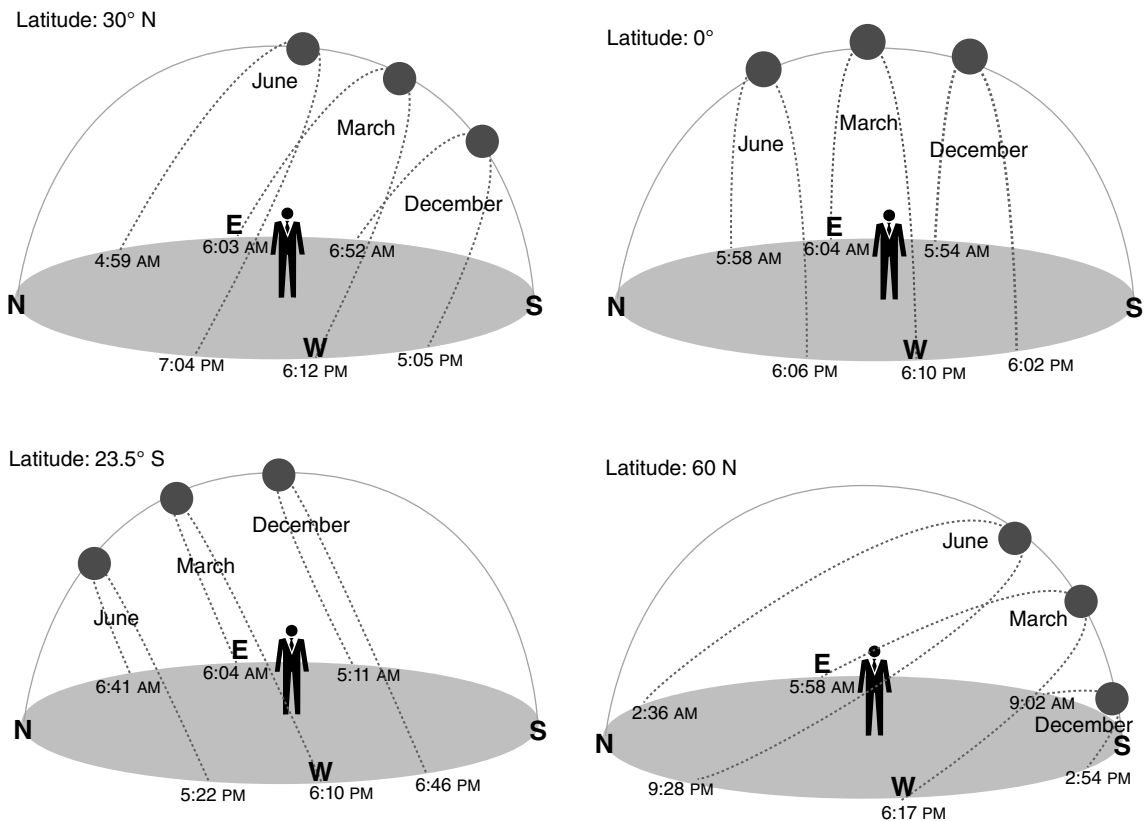 Latitude: 30° N
June
March
December
E
4:59 AM
6:03 AM
6:52 AM
N
S
W
7:04 PM
6:12 PM
5:05 PM
Latitude: 0°
March
June
December
E
5:58 AM
6:04 AM
5:54 AM
N
S
W
6:06 PM
6:10 PM
6:02 PM
Latitude: 23.5° S
December
March
June
E
6:41 AM
6:04 AM
5:11 AM
N
S
W
5:22 PM
6:10 PM
6:46 PM
Latitude: 60 N
June
March
E
5:58 AM
2:36 AM
9:02 AM
December
N
S
9:28 PM
W
2:54 PM
6:17 PM